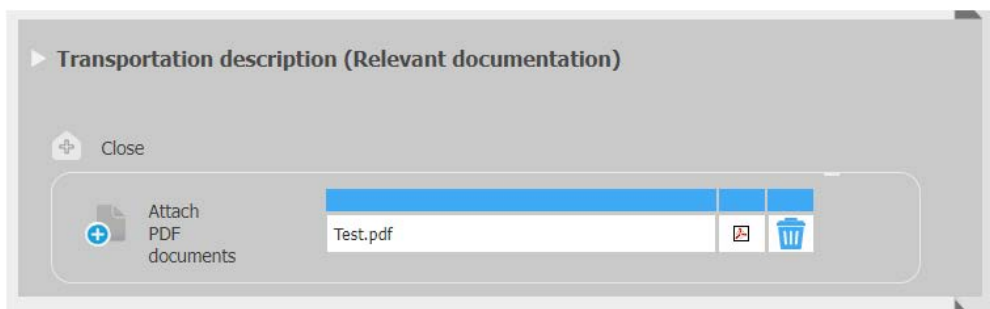 Transportation description (Relevant documentation)
Close
Attach
PDF
documents
Test.pdf